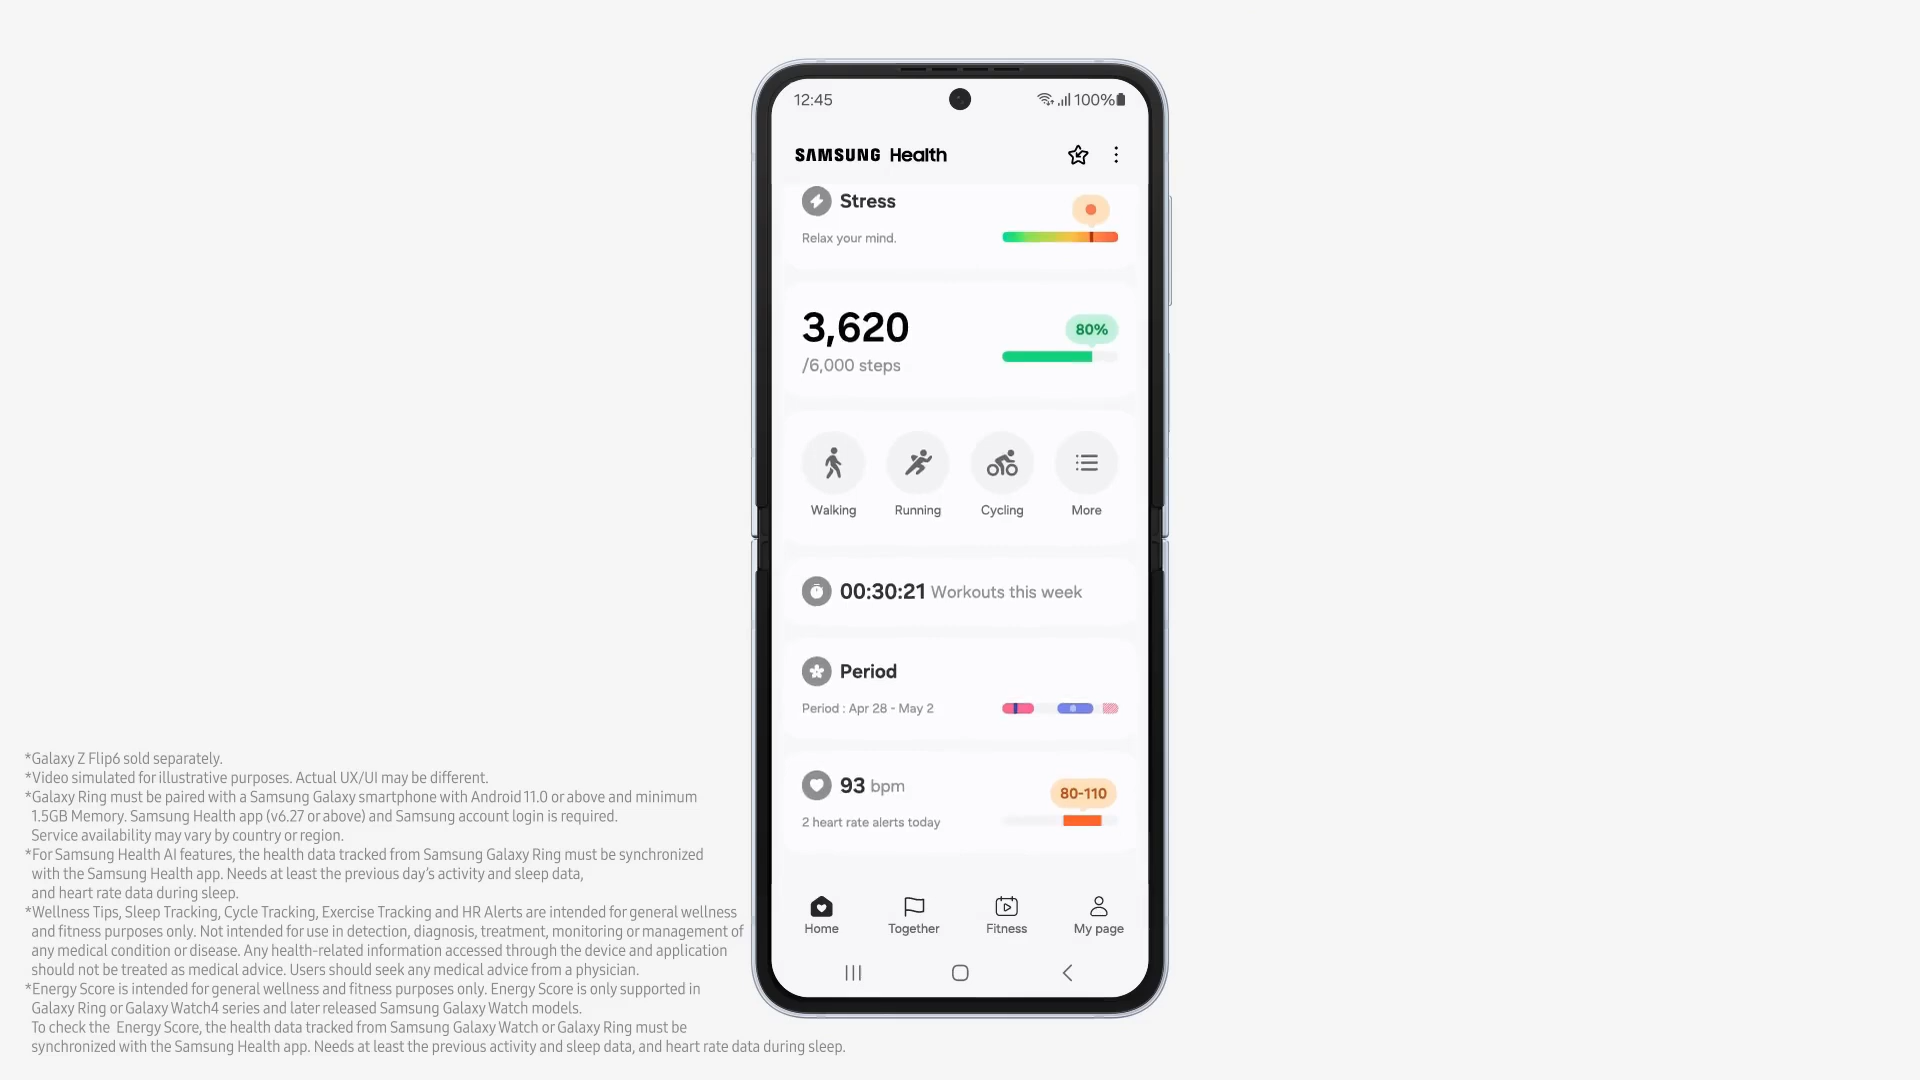 12:45
100%
SAMSUNG Health
Stress
Relax your mind.
3,620
80%
/6,000 steps
Walking Running Cycling More
00:30:21 Workouts this week
Period
Period : Apr 28 - May 2
93 bpm
80-110
2 heart rate alerts today
Home Together Fitness My page
*Galaxy Z Flip6 sold separately.
*Video simulated for illustrative purposes. Actual UX/UI may be different.
*Galaxy Ring must be paired with a Samsung Galaxy smartphone with Android 11.0 or above and minimum
1.5GB Memory. Samsung Health app (v6.27 or above) and Samsung account login is required.
Service availability may vary by country or region.
*For Samsung Health AI features, the health data tracked from Samsung Galaxy Ring must be synchronized
with the Samsung Health app. Needs at least the previous day's activity and sleep data,
and heart rate data during sleep.
*Wellness Tips, Sleep Tracking, Cycle Tracking, Exercise Tracking and HR Alerts are intended for general wellness
and fitness purposes only. Not intended for use in detection, diagnosis, treatment, monitoring or management of
any medical condition or disease. Any health-related information accessed through the device and application
should not be treated as medical advice. Users should seek any medical advice from a physician.
*Energy Score is intended for general wellness and fitness purposes only. Energy Score is only supported in
Galaxy Ring or Galaxy Watch4 series and later released Samsung Galaxy Watch models.
To check the Energy Score, the health data tracked from Samsung Galaxy Watch or Galaxy Ring must be
synchronized with the Samsung Health app. Needs at least the previous activity and sleep data, and heart rate data during sleep.